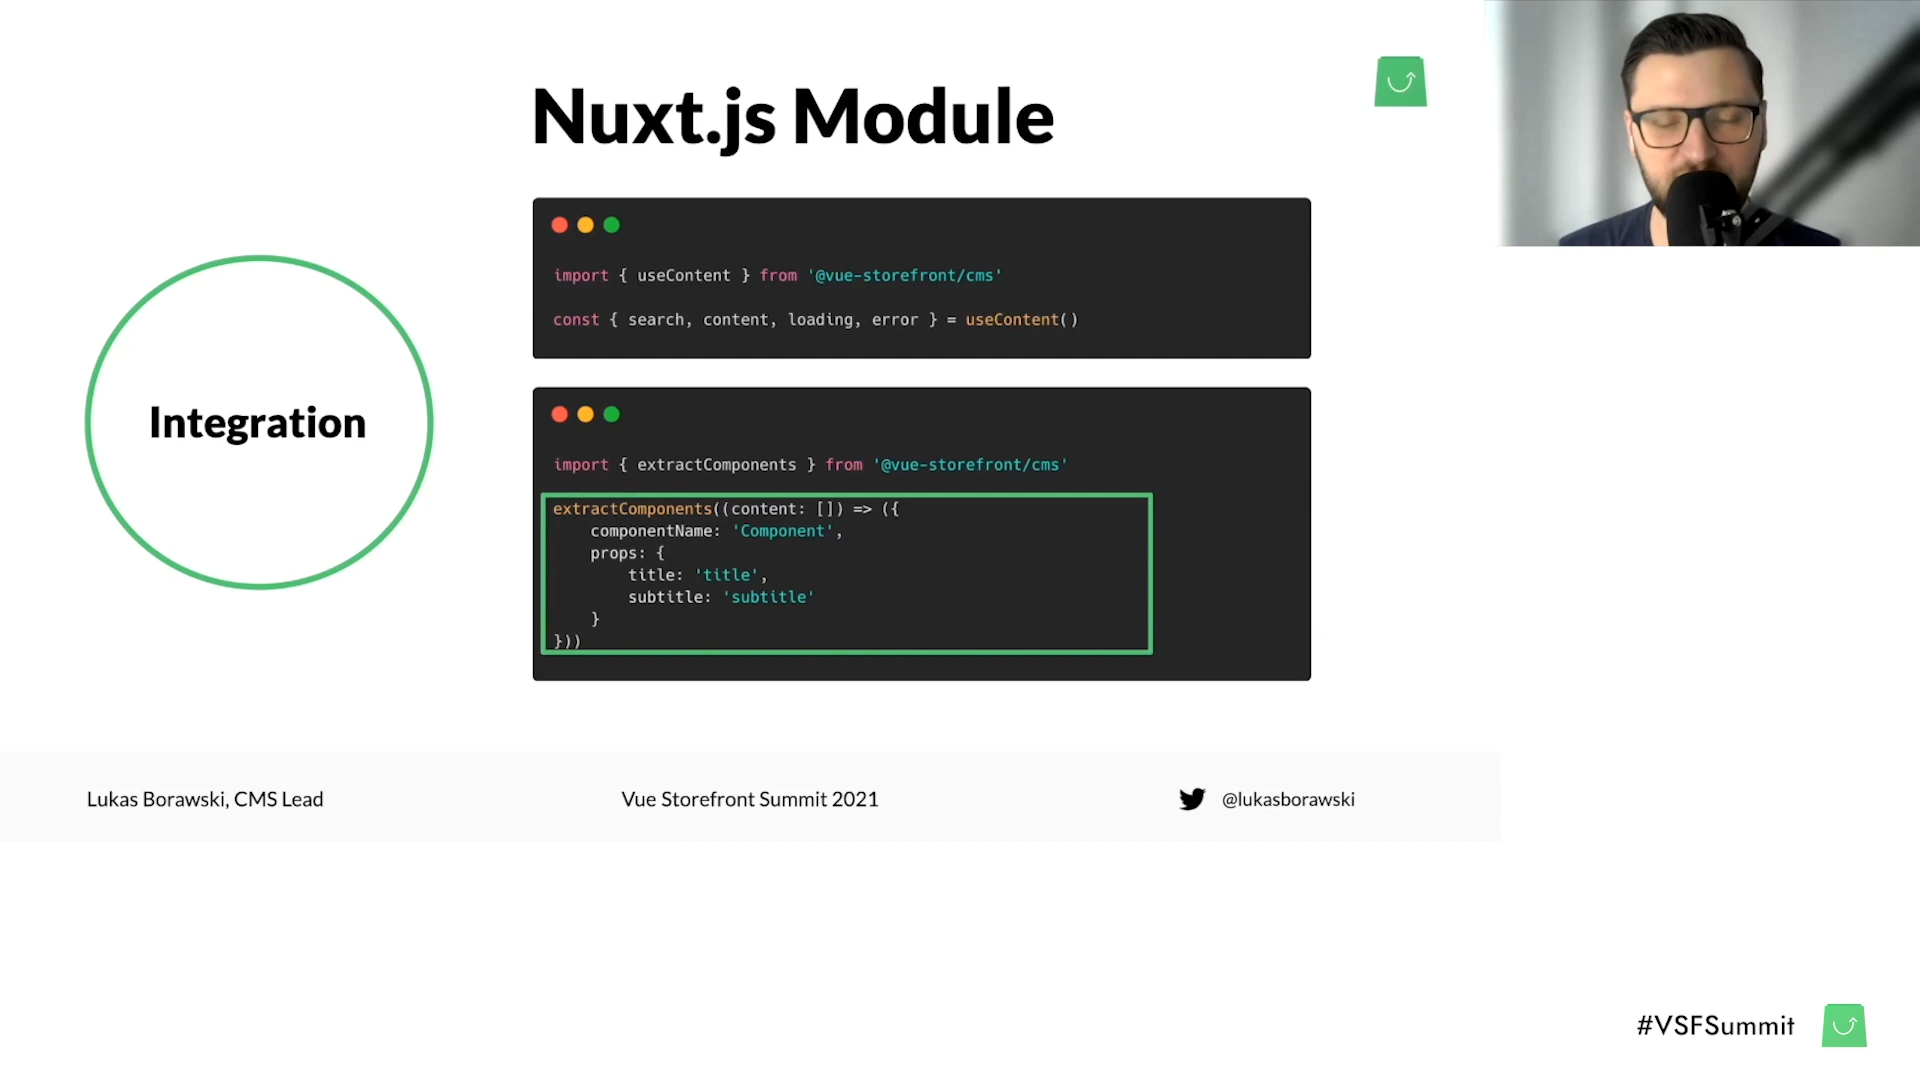 Nuxt.js Module
Integration
import { useContent } from '@vue-storefront/cms'
const { search, content, loading, error } = useContent()
import { extractComponents } from '@vue-storefront/cms'
extractComponents((content: []) => ({
    componentName: 'Component',
    props: {
        title: 'title',
        subtitle: 'subtitle'
    }
}))
Lukas Borawski, CMS Lead
Vue Storefront Summit 2021
@lukasborawski
#VSFSummit